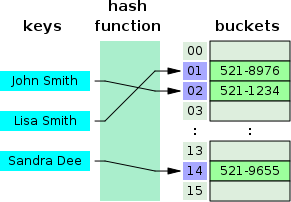 hash
keys function buckets
00
John Smith 01 521-8976
02 521-1234
Lisa Smith 03
: :
13
Sandra Dee 14 521-9655
15